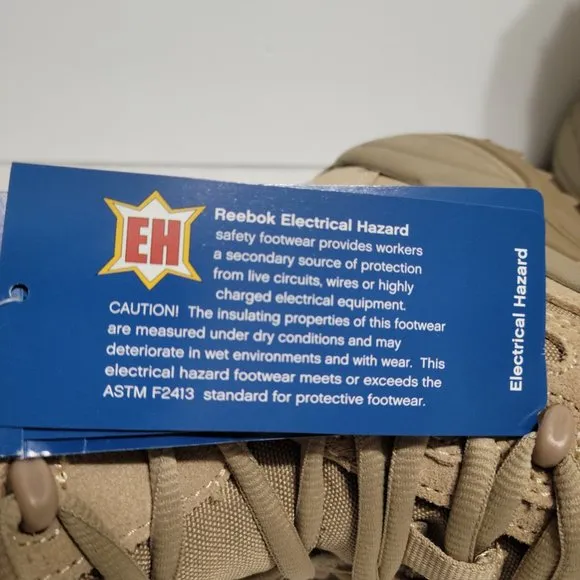 EH
Reebok Electrical Hazard
safety footwear provides workers
a secondary source of protection
from live circuits, wires or highly
charged electrical equipment.
CAUTION! The insulating properties of this footwear
are measured under dry conditions and may
deteriorate in wet environments and with wear. This
electrical hazard footwear meets or exceeds the
ASTM F2413 standard for protective footwear.
Electrical Hazard